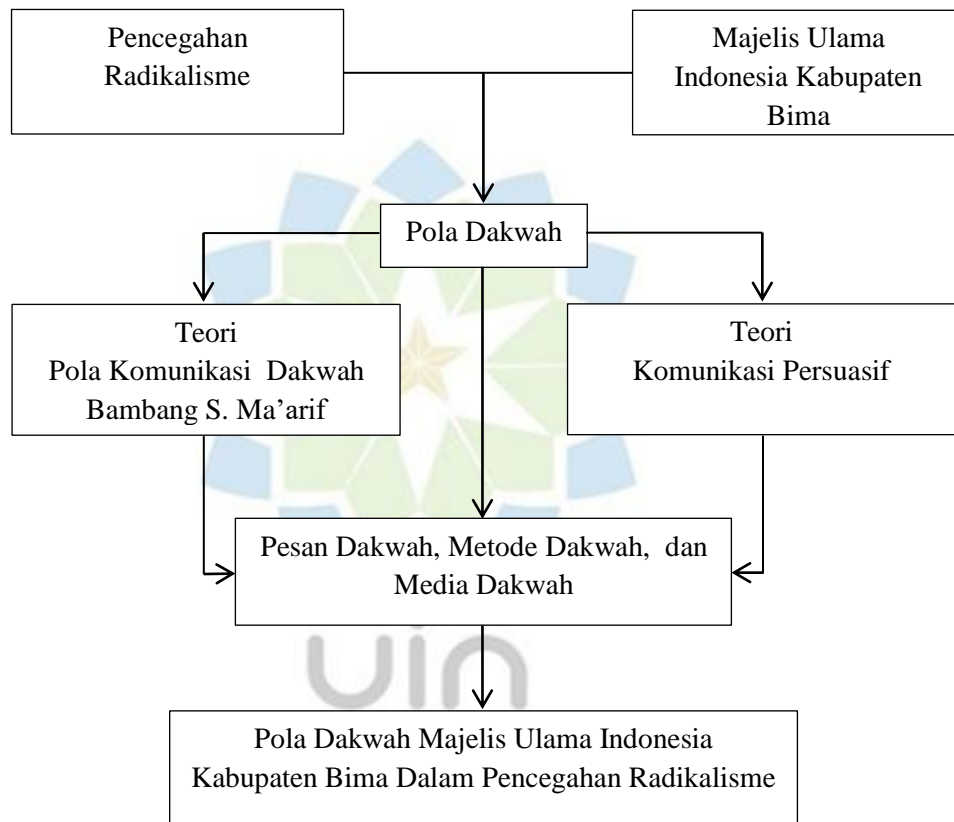 Pencegahan
Radikalisme
Majelis Ulama
Indonesia Kabupaten
Bima
Pola Dakwah
Teori
Pola Komunikasi Dakwah
Bambang S. Ma’arif
Teori
Komunikasi Persuasif
Pesan Dakwah, Metode Dakwah, dan
Media Dakwah
uin
Pola Dakwah Majelis Ulama Indonesia
Kabupaten Bima Dalam Pencegahan Radikalisme